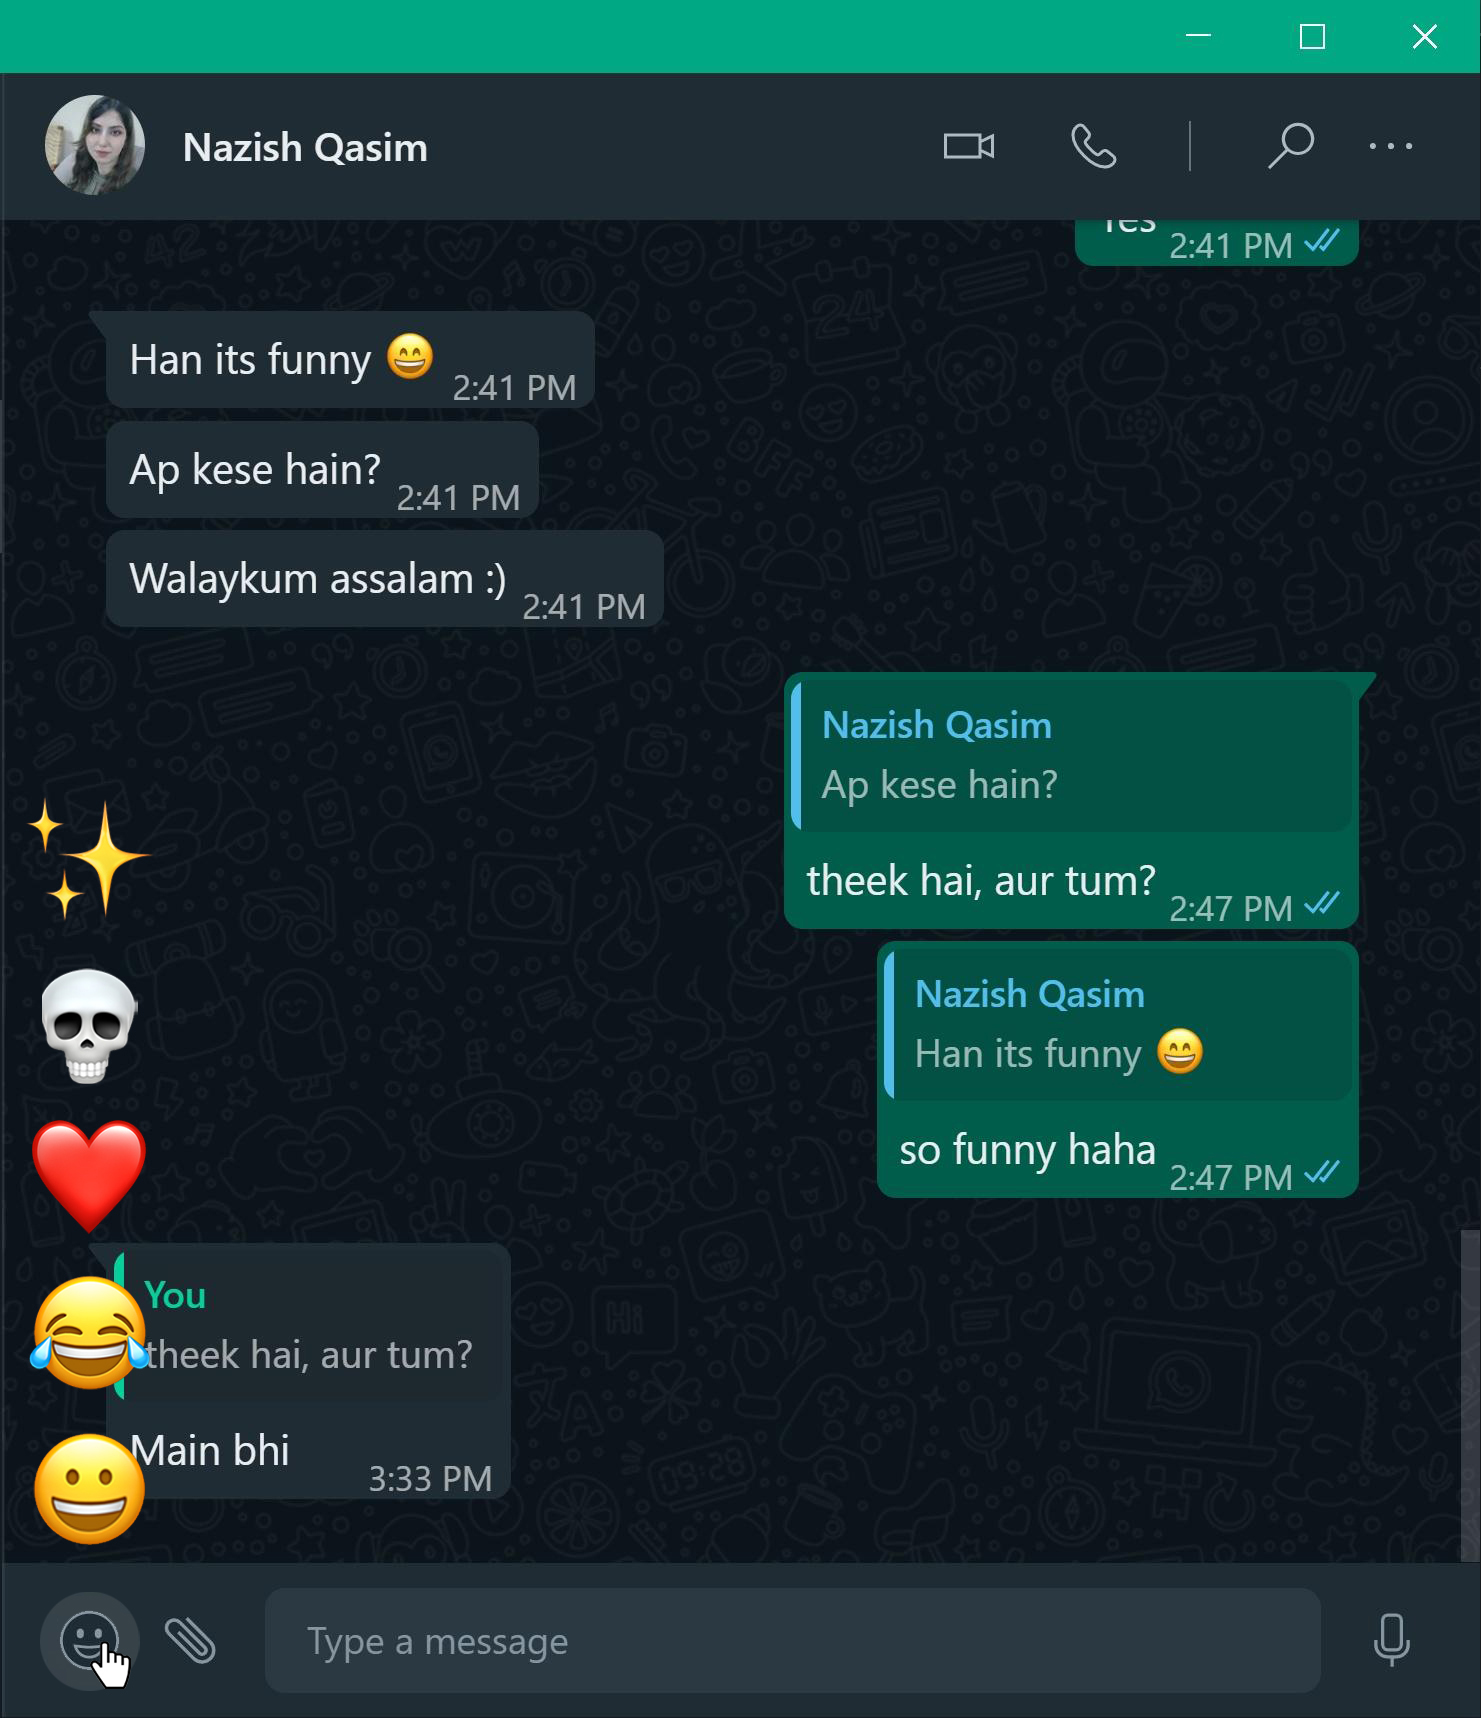 Nazish Qasim
Yes
2:41 PM
Han its funny 😄
2:41 PM
Ap kese hain?
2:41 PM
Walaykum assalam :)
2:41 PM
Nazish Qasim
Ap kese hain?
theek hai, aur tum?
2:47 PM
Nazish Qasim
Han its funny 😄
so funny haha
2:47 PM
You
theek hai, aur tum?
Main bhi
3:33 PM
Type a message